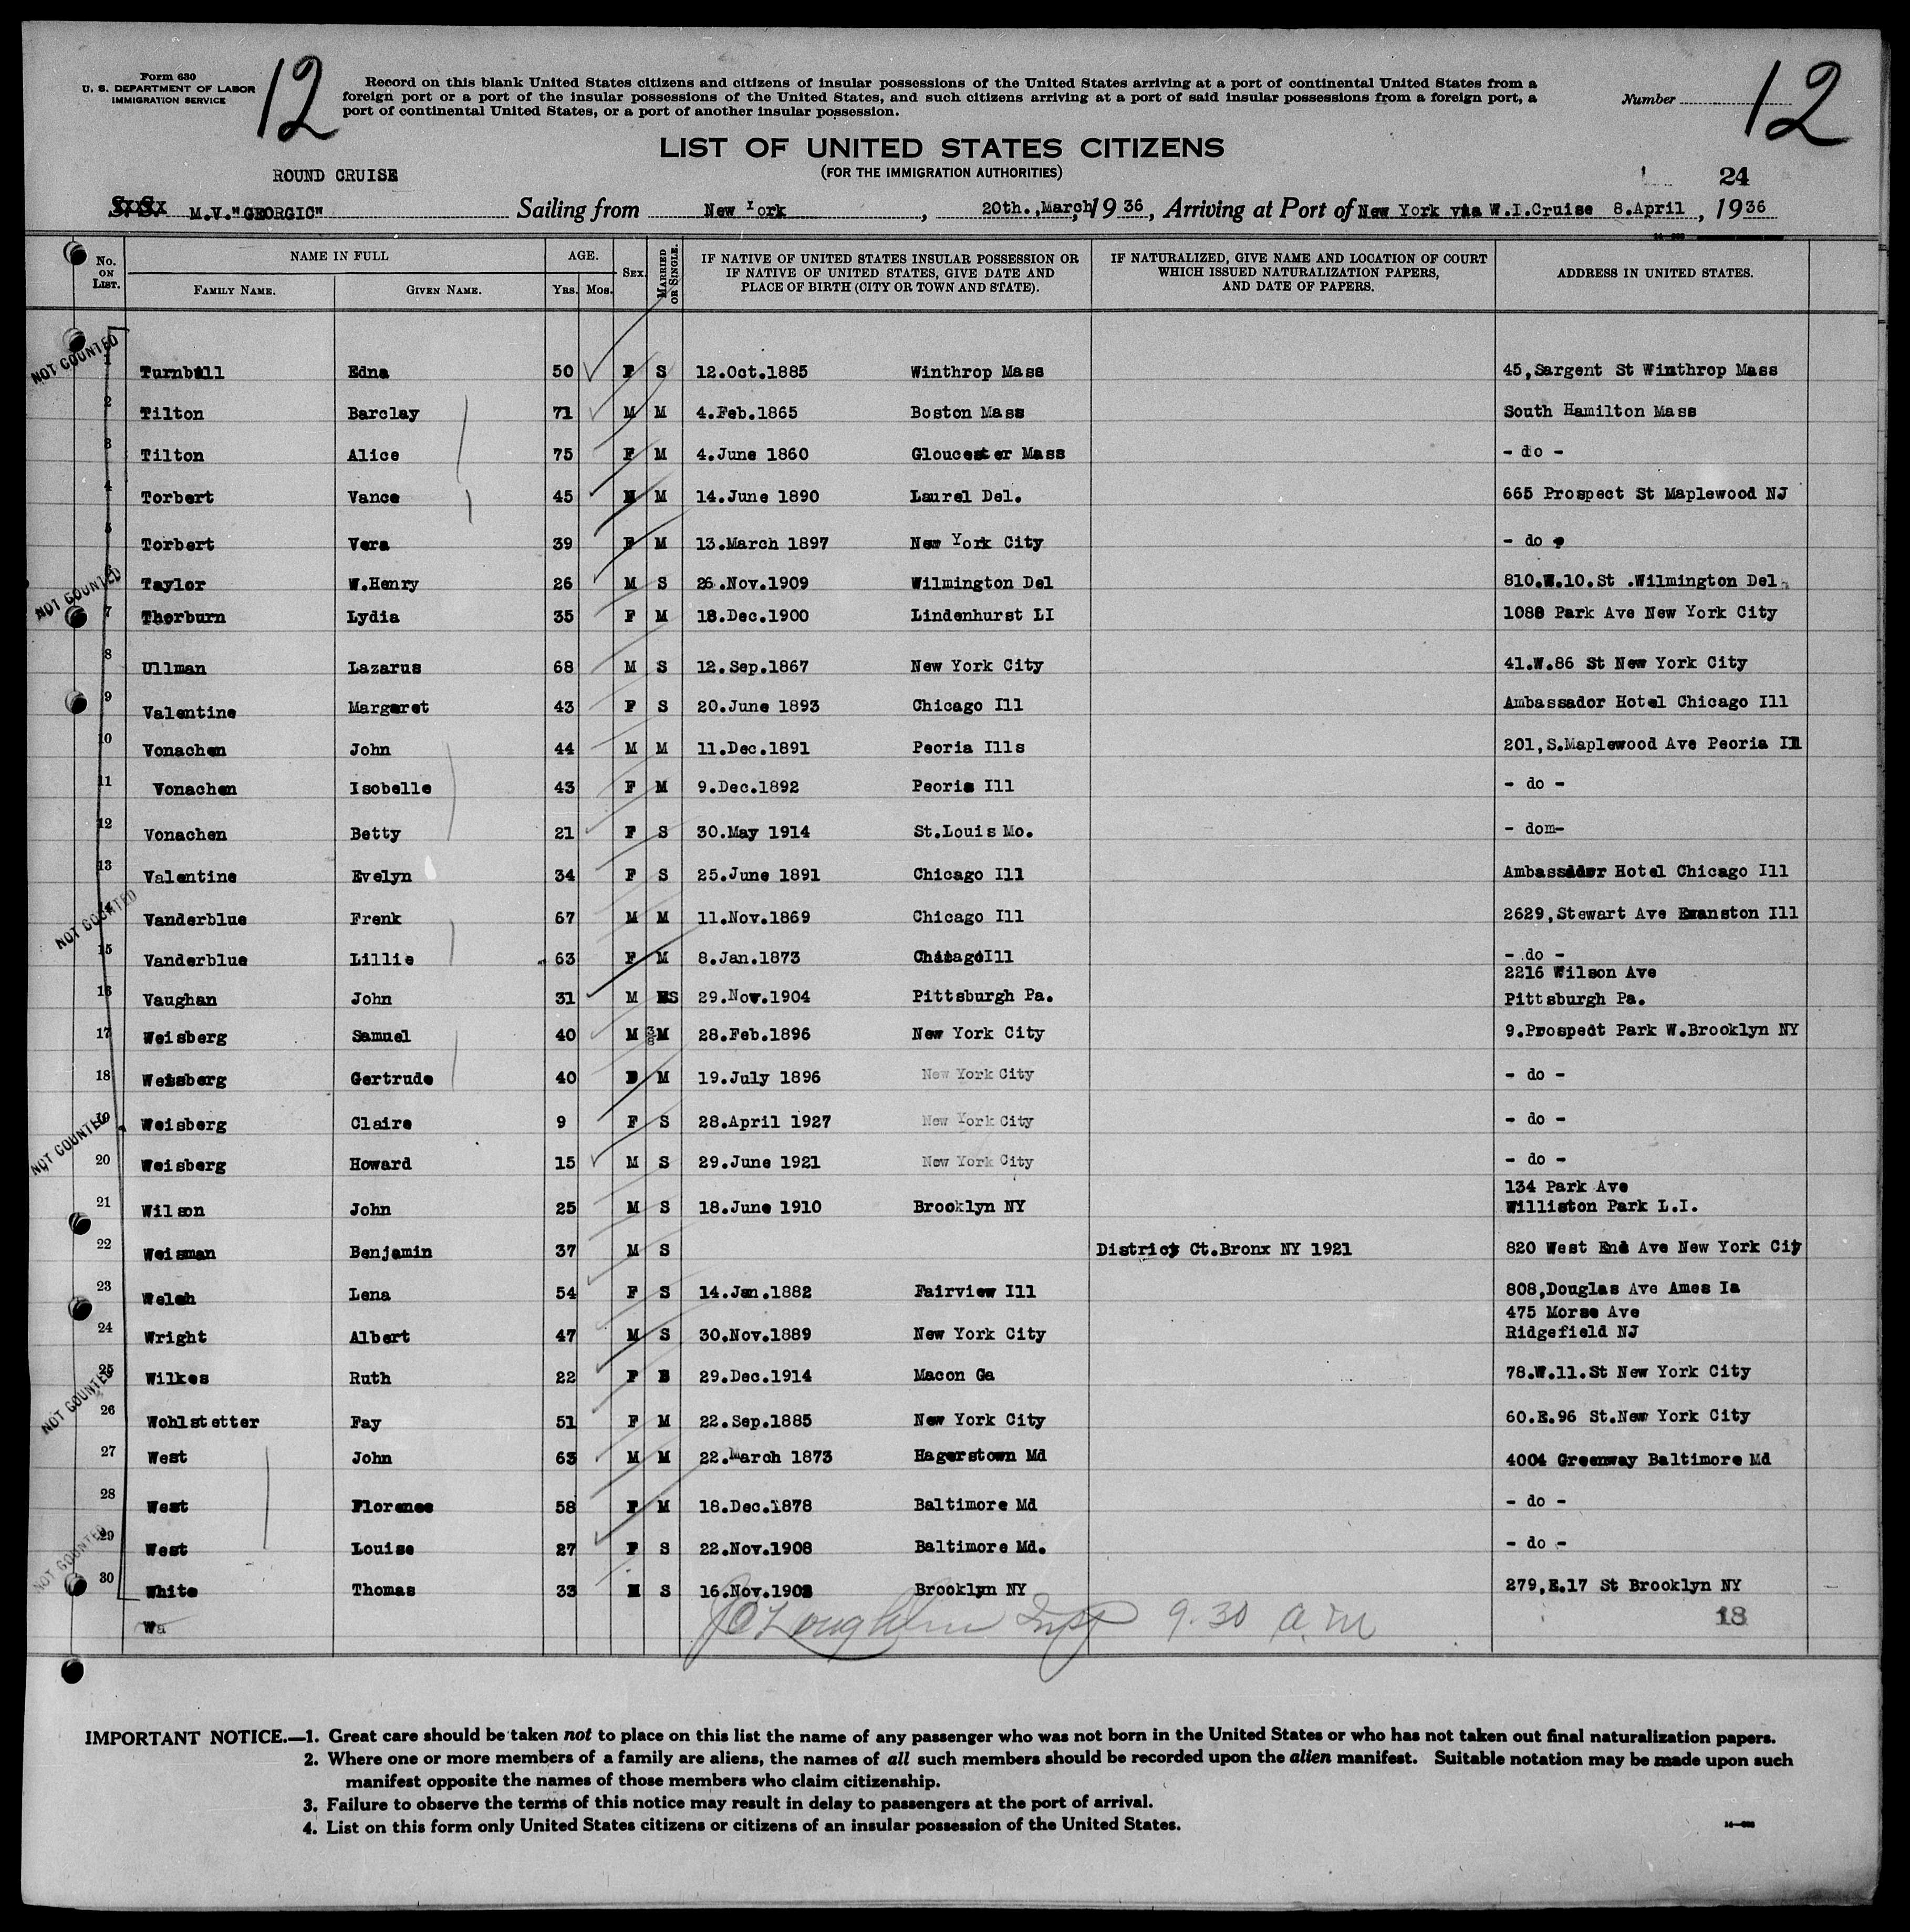 Form 630
U. S. DEPARTMENT OF LABOR
IMMIGRATION SERVICE
12
Record on this blank United States citizens and citizens of insular possessions of the United States arriving at a port of continental United States from a
foreign port or a port of the insular possessions of the United States, and such citizens arriving at a port of said insular possessions from a foreign port, a
port of continental United States, or a port of another insular possession.
Number 12
LIST OF UNITED STATES CITIZENS
(FOR THE IMMIGRATION AUTHORITIES)
ROUND CRUISE
24
S.S. M.V."GEORGIC" Sailing from New York, 20th.,March, 1936, Arriving at Port of New York via W.I.Cruise 8.April, 1936
No. ON LIST. NAME IN FULL FAMILY NAME. GIVEN NAME. AGE. YRS. MOS. SEX. MARRIED OR SINGLE. IF NATIVE OF UNITED STATES INSULAR POSSESSION OR IF NATIVE OF UNITED STATES, GIVE DATE AND PLACE OF BIRTH (CITY OR TOWN AND STATE). IF NATURALIZED, GIVE NAME AND LOCATION OF COURT WHICH ISSUED NATURALIZATION PAPERS, AND DATE OF PAPERS. ADDRESS IN UNITED STATES.
NOT COUNTED
1 Turnbull Edna 50 F S 12.Oct.1885 Winthrop Mass 45,Sargent St Winthrop Mass
2 Tilton Barclay 71 M M 4.Feb.1865 Boston Mass South Hamilton Mass
3 Tilton Alice 75 F M 4.June 1860 Gloucester Mass - do -
4 Torbert Vance 45 M M 14.June 1890 Laurel Del. 665 Prospect St Maplewood NJ
5 Torbert Vera 39 F M 13.March 1897 New York City - do
NOT COUNTED
Taylor W.Henry 26 M S 26.Nov.1909 Wilmington Del 810.W.10.St .Wilmington Del
7 Thorburn Lydia 35 F M 18.Dec.1900 Lindenhurst LI 1088 Park Ave New York City
8 Ullman Lazarus 68 M S 12.Sep.1867 New York City 41.W.86 St New York City
9 Valentine Margaret 43 F S 20.June 1893 Chicago Ill Ambassador Hotel Chicago Ill
10 Vonachen John 44 M M 11.Dec.1891 Peoria Ills 201,S.Maplewood Ave Peoria Ill
11 Vonachen Isobelle 43 F M 9.Dec.1892 Peoria Ill - do -
12 Vonachen Betty 21 F S 30.May 1914 St.Louis Mo. - dom-
13 Valentine Evelyn 34 F S 25.June 1891 Chicago Ill Ambassador Hotel Chicago Ill
NOT COUNTED
14 Vanderblue Frenk 67 M M 11.Nov.1869 Chicago Ill 2629,Stewart Ave Evanston Ill
15 Vanderblue Lillie 63 F M 8.Jan.1873 ChicagoIll - do -
16 Vaughan John 31 M S 29.Nov.1904 Pittsburgh Pa. 2216 Wilson Ave
Pittsburgh Pa.
17 Weisberg Samuel 40 M M 28.Feb.1896 New York City 9.Prospect Park W.Brooklyn NY
18 Weisberg Gertrude 40 F M 19.July 1896 New York City - do -
19 Weisberg Claire 9 F S 28.April 1927 New York City - do -
NOT COUNTED
20 Weisberg Howard 15 M S 29.June 1921 New York City - do -
21 Wilson John 25 M S 18.June 1910 Brooklyn NY 134 Park Ave
Williston Park L.I.
22 Weisman Benjamin 37 M S District Ct.Bronx NY 1921 820 West End Ave New York City
23 Welch Lena 54 F S 14.Jan.1882 Fairview Ill 808,Douglas Ave Ames Ia
24 Wright Albert 47 M S 30.Nov.1889 New York City 475 Morse Ave
Ridgefield NJ
25 Wilkes Ruth 22 F S 29.Dec.1914 Macon Ga 78.W.11.St New York City
NOT COUNTED
26 Wohlstetter Fay 51 F M 22.Sep.1885 New York City 60.E.96 St.New York City
27 West John 63 M M 22.March 1873 Hagerstown Md 4004 Greenway Baltimore Md
28 West Florence 58 F M 18.Dec.1878 Baltimore Md - do -
29 West Louise 27 F S 22.Nov.1908 Baltimore Md. - do -
NOT COUNTED
30 White Thomas 33 M S 16.Nov.1902 Brooklyn NY 279,E.17 St Brooklyn NY
Wa
J O'Loughlin Insp 9.30 a.m
18
IMPORTANT NOTICE.—1. Great care should be taken not to place on this list the name of any passenger who was not born in the United States or who has not taken out final naturalization papers.
2. Where one or more members of a family are aliens, the names of all such members should be recorded upon the alien manifest. Suitable notation may be made upon such
manifest opposite the names of those members who claim citizenship.
3. Failure to observe the terms of this notice may result in delay to passengers at the port of arrival.
4. List on this form only United States citizens or citizens of an insular possession of the United States.